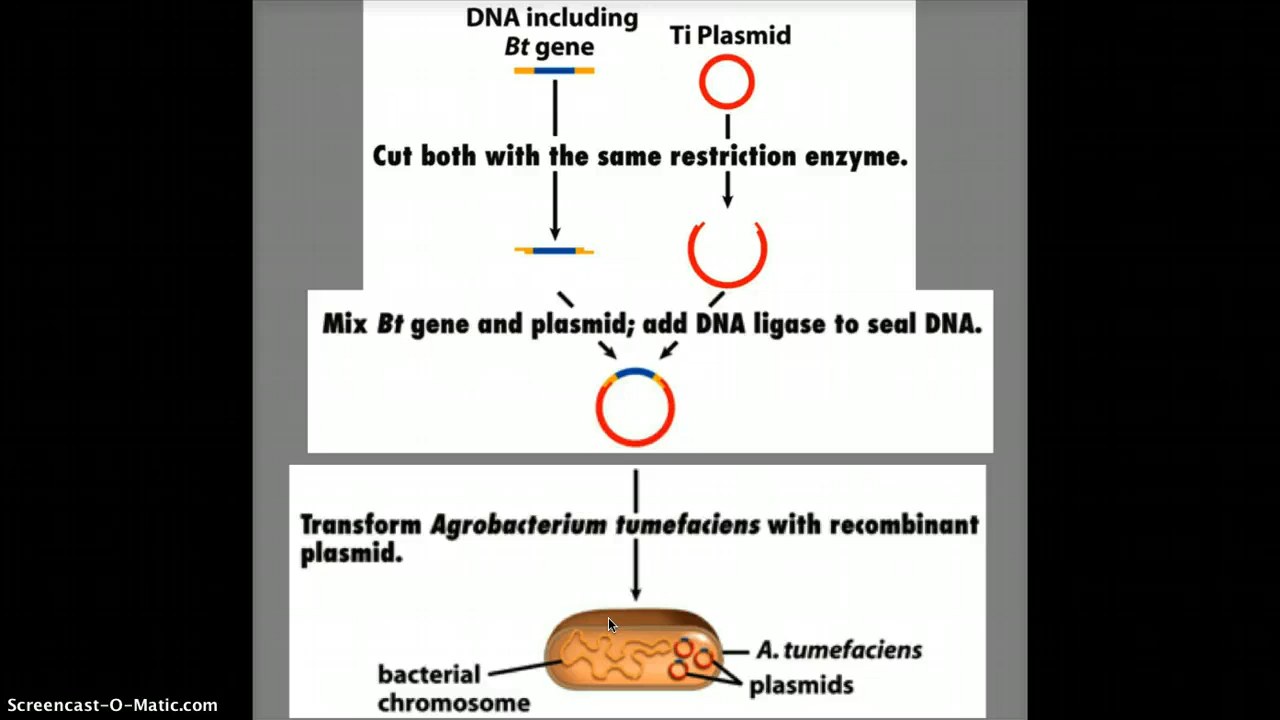 DNA including
Bt gene
Ti Plasmid
Cut both with the same restriction enzyme.
Mix Bt gene and plasmid; add DNA ligase to seal DNA.
Transform Agrobacterium tumefaciens with recombinant
plasmid.
A. tumefaciens
bacterial
chromosome
plasmids
Screencast-O-Matic.com